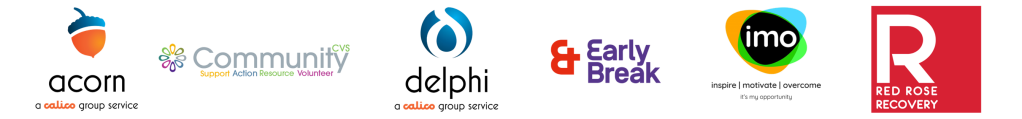 acorn
a calico group service
Community CVS
Support Action Resource Volunteer
delphi
a calico group service
& Early
Break
imo
inspire | motivate | overcome
it's my opportunity
R
RED ROSE
RECOVERY